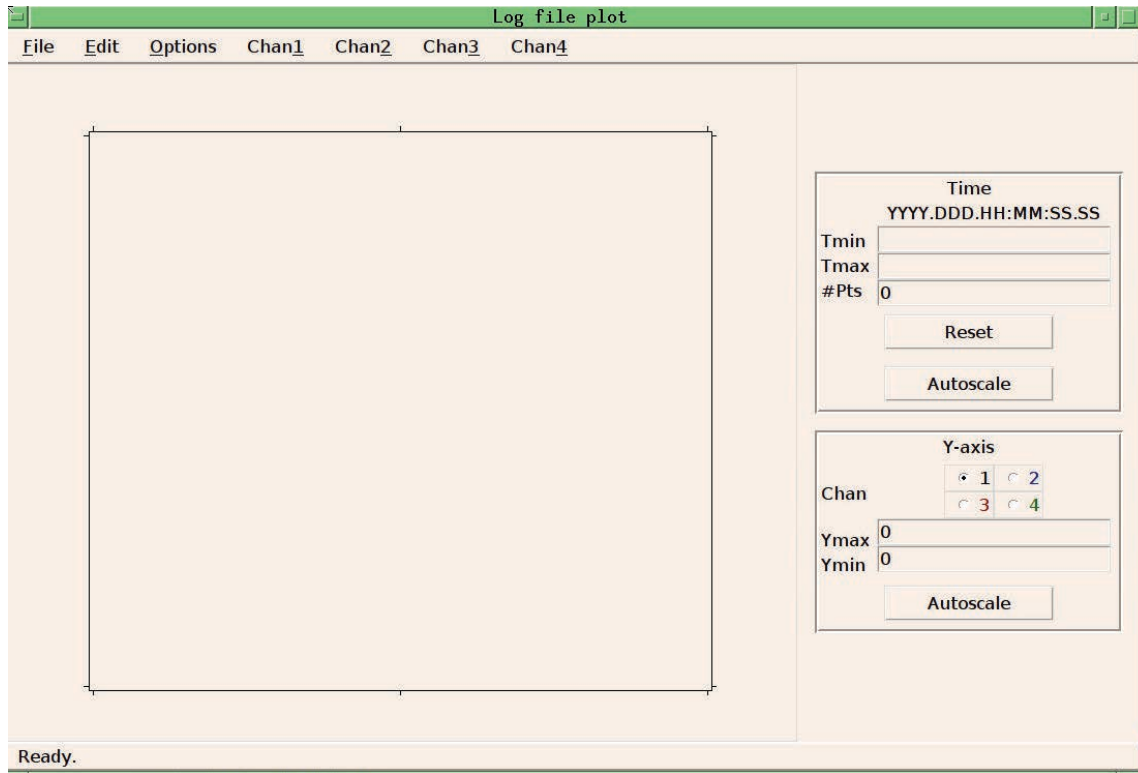 Log file plot
File Edit Options Chan1 Chan2 Chan3 Chan4
Time
YYYY.DDD.HH:MM:SS.SS
Tmin
Tmax
#Pts 0
Reset
Autoscale
Y-axis
Chan 1 2
3 4
Ymax 0
Ymin 0
Autoscale
Ready.